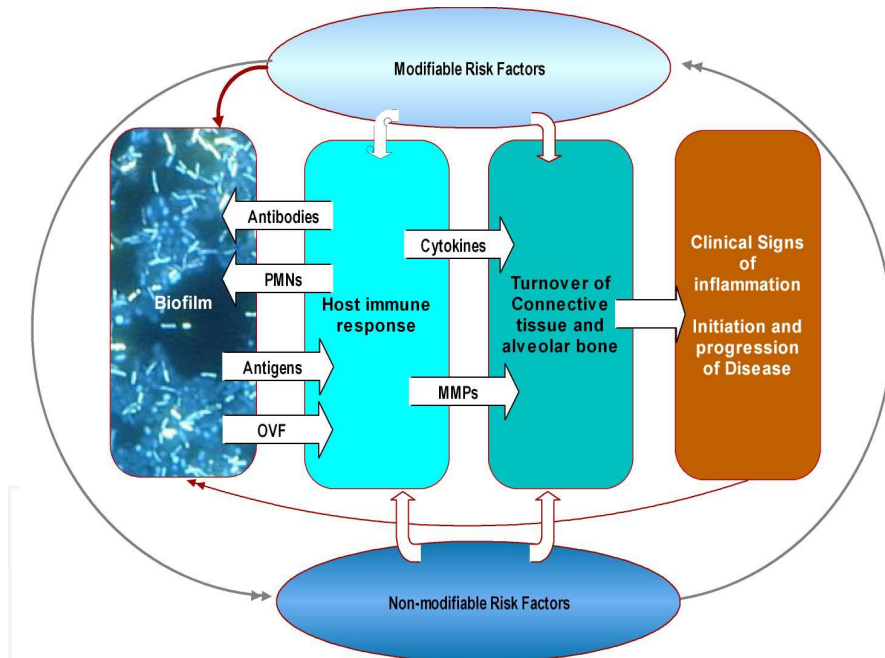 Modifiable Risk Factors
Biofilm
Antibodies
PMNs
Antigens
OVF
Host immune
response
Cytokines
MMPs
Turnover of
Connective
tissue and
alveolar bone
Clinical Signs
of
inflammation
Initiation and
progression
of Disease
Non-modifiable Risk Factors